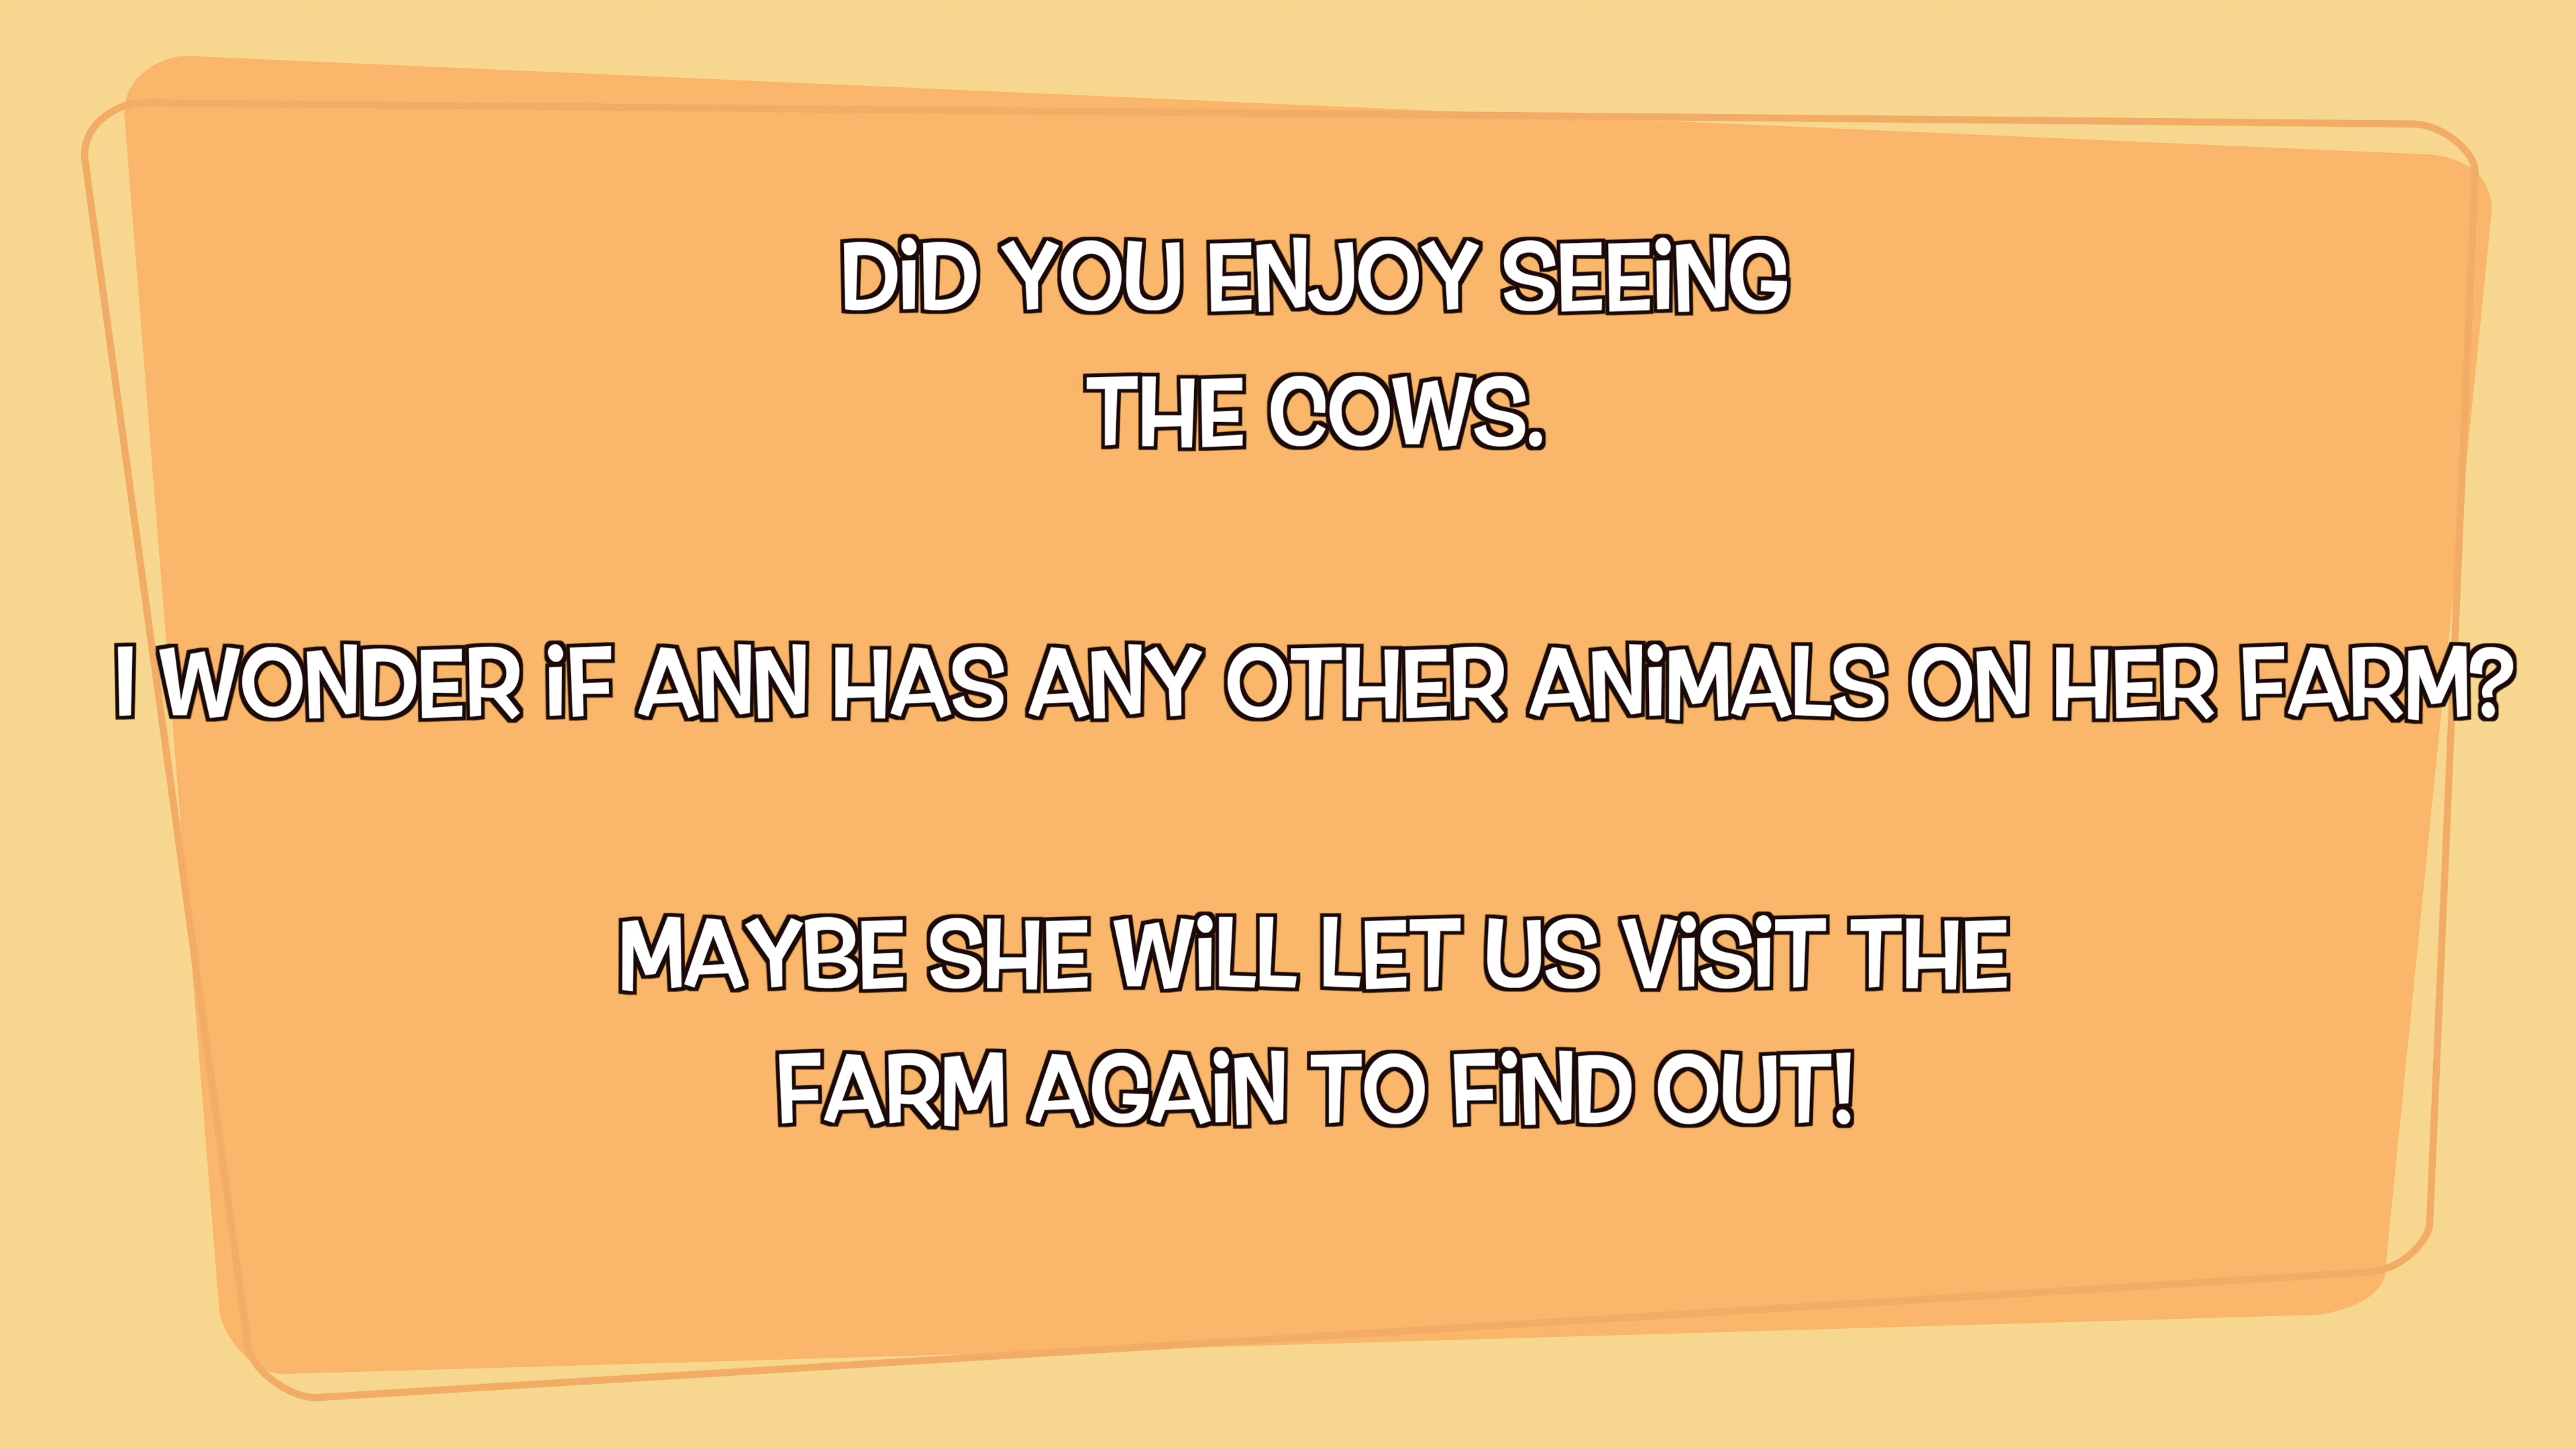 DiD YOU ENJOY SEEiNG
THE COWS.
I WONDER iF ANN HAS ANY OTHER ANiMALS ON HER FARM?
MAYBE SHE WiLL LET US ViSiT THE
FARM AGAiN TO FiND OUT!